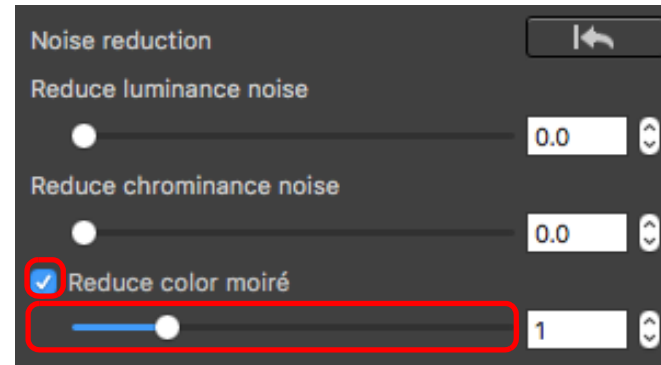 Noise reduction
Reduce luminance noise
0.0
Reduce chrominance noise
0.0
Reduce color moiré
1